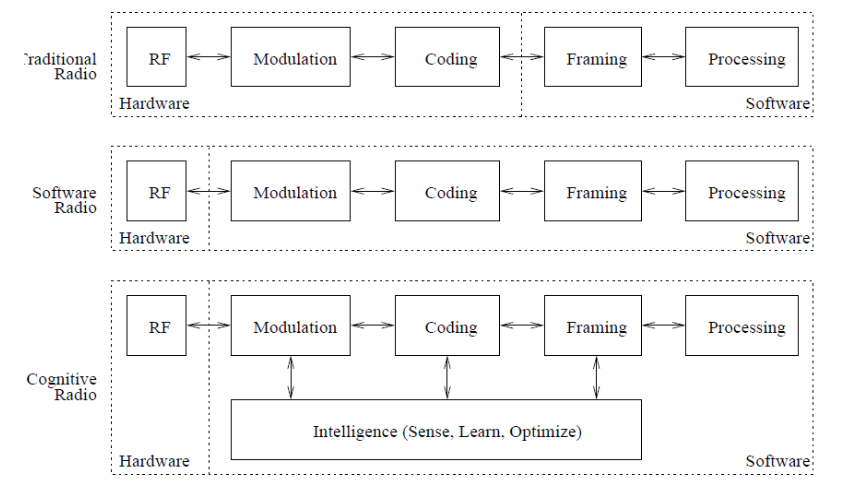 RF
Modulation
Coding
Framing
Processing
Radio
Hardware
Software
Software
Radio
RF
Modulation
Coding
Framing
Processing
Hardware
Software
RF
Modulation
Coding
Framing
Processing
Cognitive
Radio
Intelligence (Sense, Learn, Optimize)
Hardware
Software